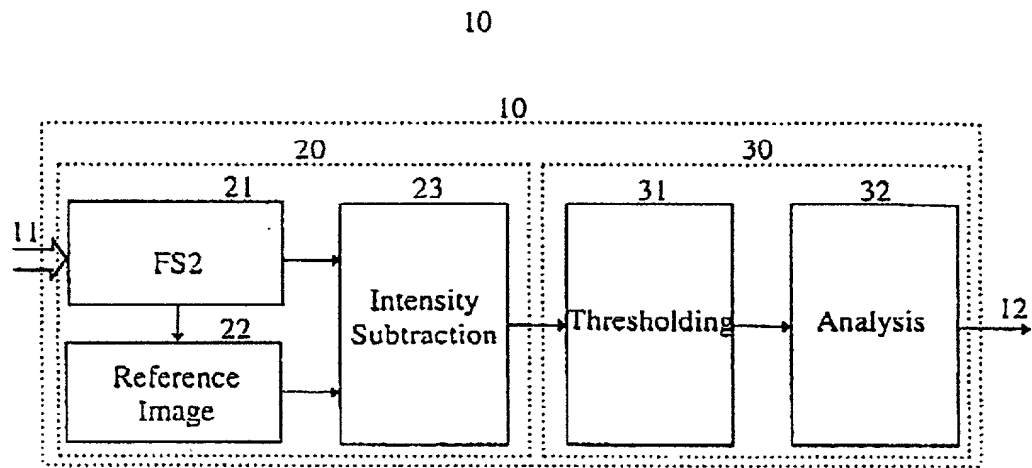 10
10
20
30
21
23
31
32
11
FS2
22
Reference
Image
Intensity
Subtraction
Thresholding
Analysis
12